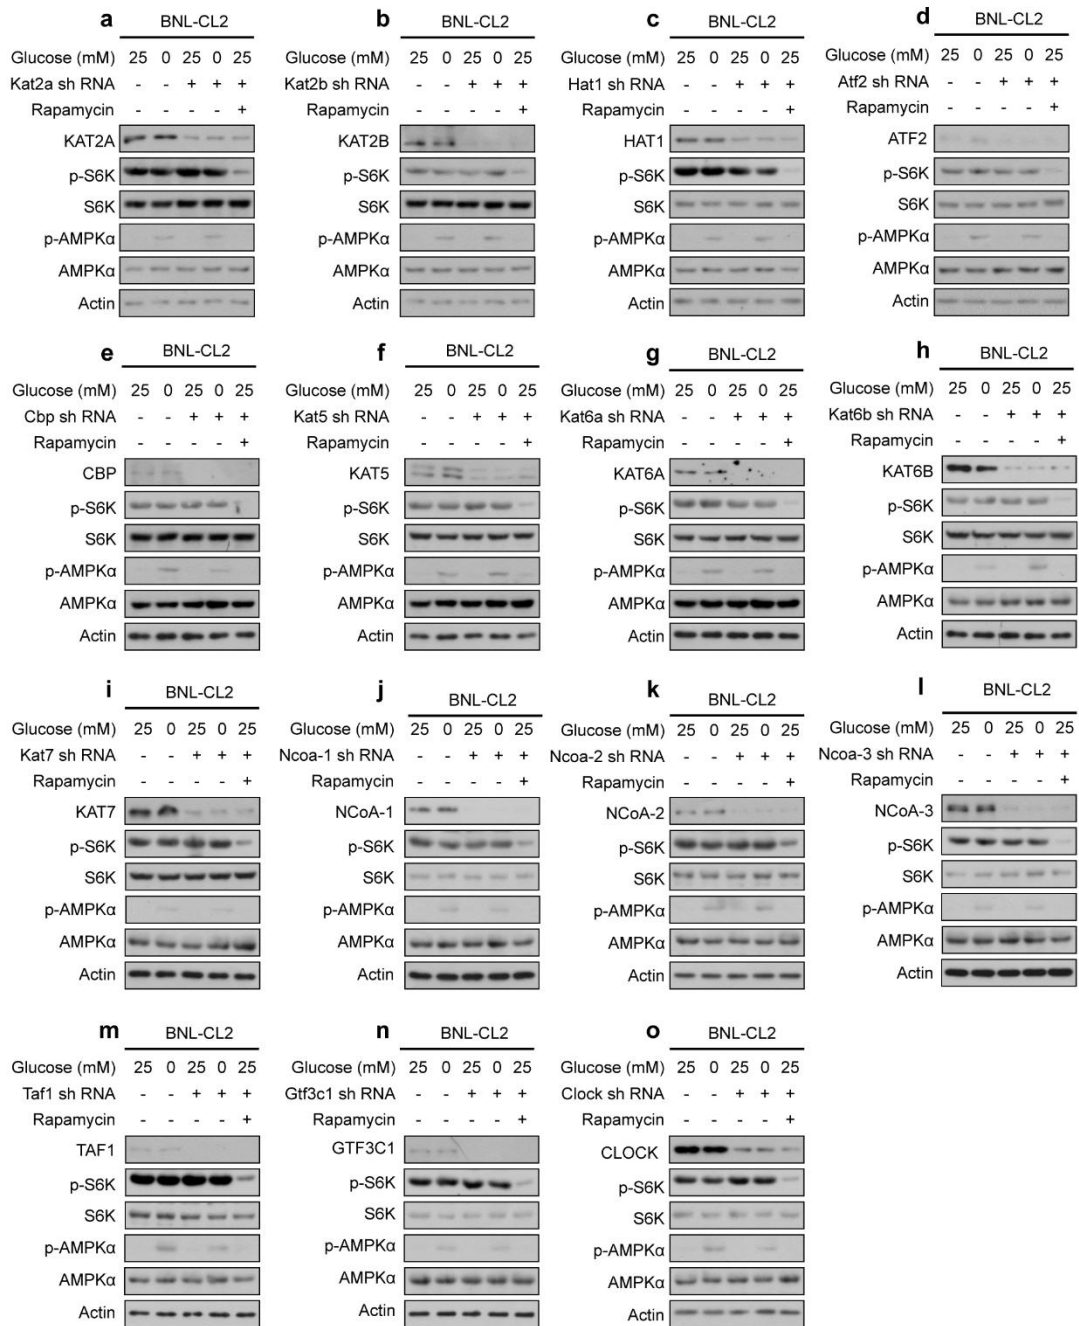 a
BNL-CL2
Glucose (mM) 25 0 25 0 25
Kat2a sh RNA - - + + +
Rapamycin - - - - +
KAT2A
p-S6K
S6K
p-AMPKα
AMPKα
Actin
b
BNL-CL2
Glucose (mM) 25 0 25 0 25
Kat2b sh RNA - - + + +
Rapamycin - - - - +
KAT2B
p-S6K
S6K
p-AMPKα
AMPKα
Actin
c
BNL-CL2
Glucose (mM) 25 0 25 0 25
Hat1 sh RNA - - + + +
Rapamycin - - - - +
HAT1
p-S6K
S6K
p-AMPKα
AMPKα
Actin
d
BNL-CL2
Glucose (mM) 25 0 25 0 25
Atf2 sh RNA - - + + +
Rapamycin - - - - +
ATF2
p-S6K
S6K
p-AMPKα
AMPKα
Actin
e
BNL-CL2
Glucose (mM) 25 0 25 0 25
Cbp sh RNA - - + + +
Rapamycin - - - - +
CBP
p-S6K
S6K
p-AMPKα
AMPKα
Actin
f
BNL-CL2
Glucose (mM) 25 0 25 0 25
Kat5 sh RNA - - + + +
Rapamycin - - - - +
KAT5
p-S6K
S6K
p-AMPKα
AMPKα
Actin
g
BNL-CL2
Glucose (mM) 25 0 25 0 25
Kat6a sh RNA - - + + +
Rapamycin - - - - +
KAT6A
p-S6K
S6K
p-AMPKα
AMPKα
Actin
h
BNL-CL2
Glucose (mM) 25 0 25 0 25
Kat6b sh RNA - - + + +
Rapamycin - - - - +
KAT6B
p-S6K
S6K
p-AMPKα
AMPKα
Actin
i
BNL-CL2
Glucose (mM) 25 0 25 0 25
Kat7 sh RNA - - + + +
Rapamycin - - - - +
KAT7
p-S6K
S6K
p-AMPKα
AMPKα
Actin
j
BNL-CL2
Glucose (mM) 25 0 25 0 25
Ncoa-1 sh RNA - - + + +
Rapamycin - - - - +
NCoA-1
p-S6K
S6K
p-AMPKα
AMPKα
Actin
k
BNL-CL2
Glucose (mM) 25 0 25 0 25
Ncoa-2 sh RNA - - + + +
Rapamycin - - - - +
NCoA-2
p-S6K
S6K
p-AMPKα
AMPKα
Actin
l
BNL-CL2
Glucose (mM) 25 0 25 0 25
Ncoa-3 sh RNA - - + + +
Rapamycin - - - - +
NCoA-3
p-S6K
S6K
p-AMPKα
AMPKα
Actin
m
BNL-CL2
Glucose (mM) 25 0 25 0 25
Taf1 sh RNA - - + + +
Rapamycin - - - - +
TAF1
p-S6K
S6K
p-AMPKα
AMPKα
Actin
n
BNL-CL2
Glucose (mM) 25 0 25 0 25
Gtf3c1 sh RNA - - + + +
Rapamycin - - - - +
GTF3C1
p-S6K
S6K
p-AMPKα
AMPKα
Actin
o
BNL-CL2
Glucose (mM) 25 0 25 0 25
Clock sh RNA - - + + +
Rapamycin - - - - +
CLOCK
p-S6K
S6K
p-AMPKα
AMPKα
Actin